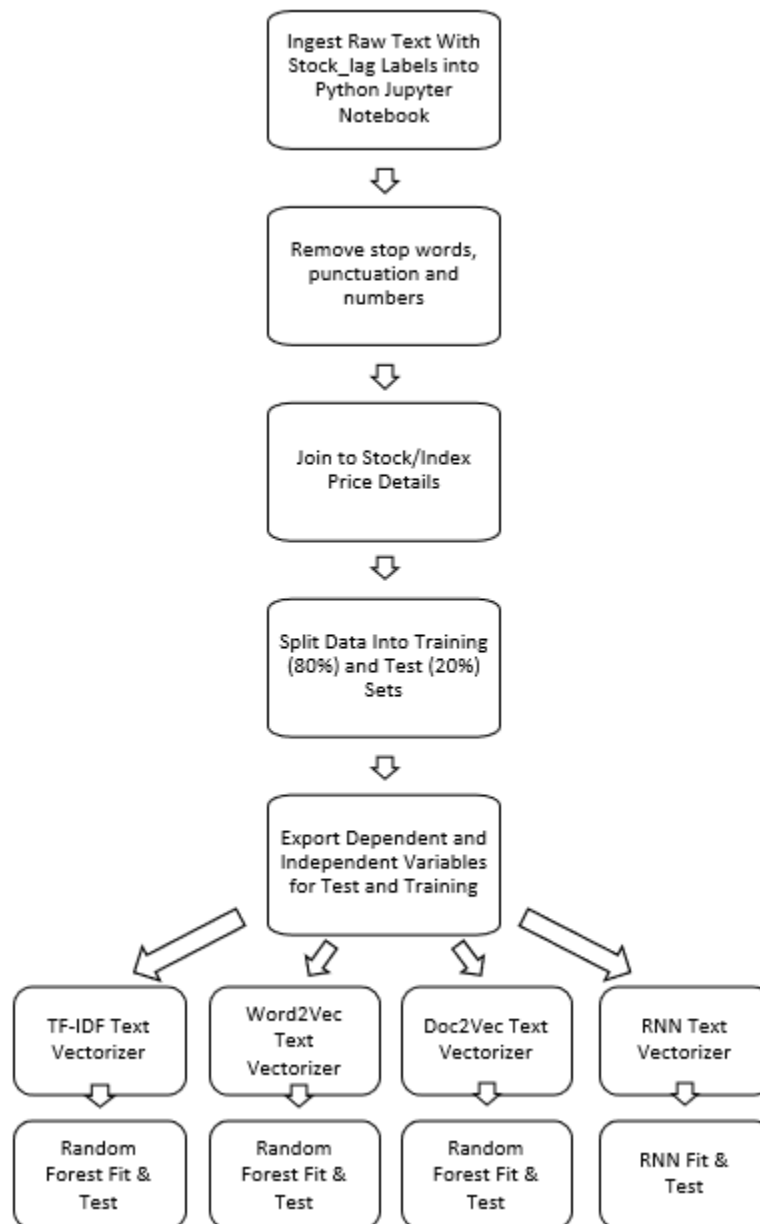 Ingest Raw Text With
Stock_lag Labels into
Python Jupyter
Notebook
Remove stop words,
punctuation and
numbers
Join to Stock/Index
Price Details
Split Data Into Training
(80%) and Test (20%)
Sets
Export Dependent and
Independent Variables
for Test and Training
TF-IDF Text
Vectorizer
Word2Vec
Text
Vectorizer
Doc2Vec Text
Vectorizer
RNN Text
Vectorizer
Random
Forest Fit &
Test
Random
Forest Fit &
Test
Random
Forest Fit &
Test
RNN Fit &
Test